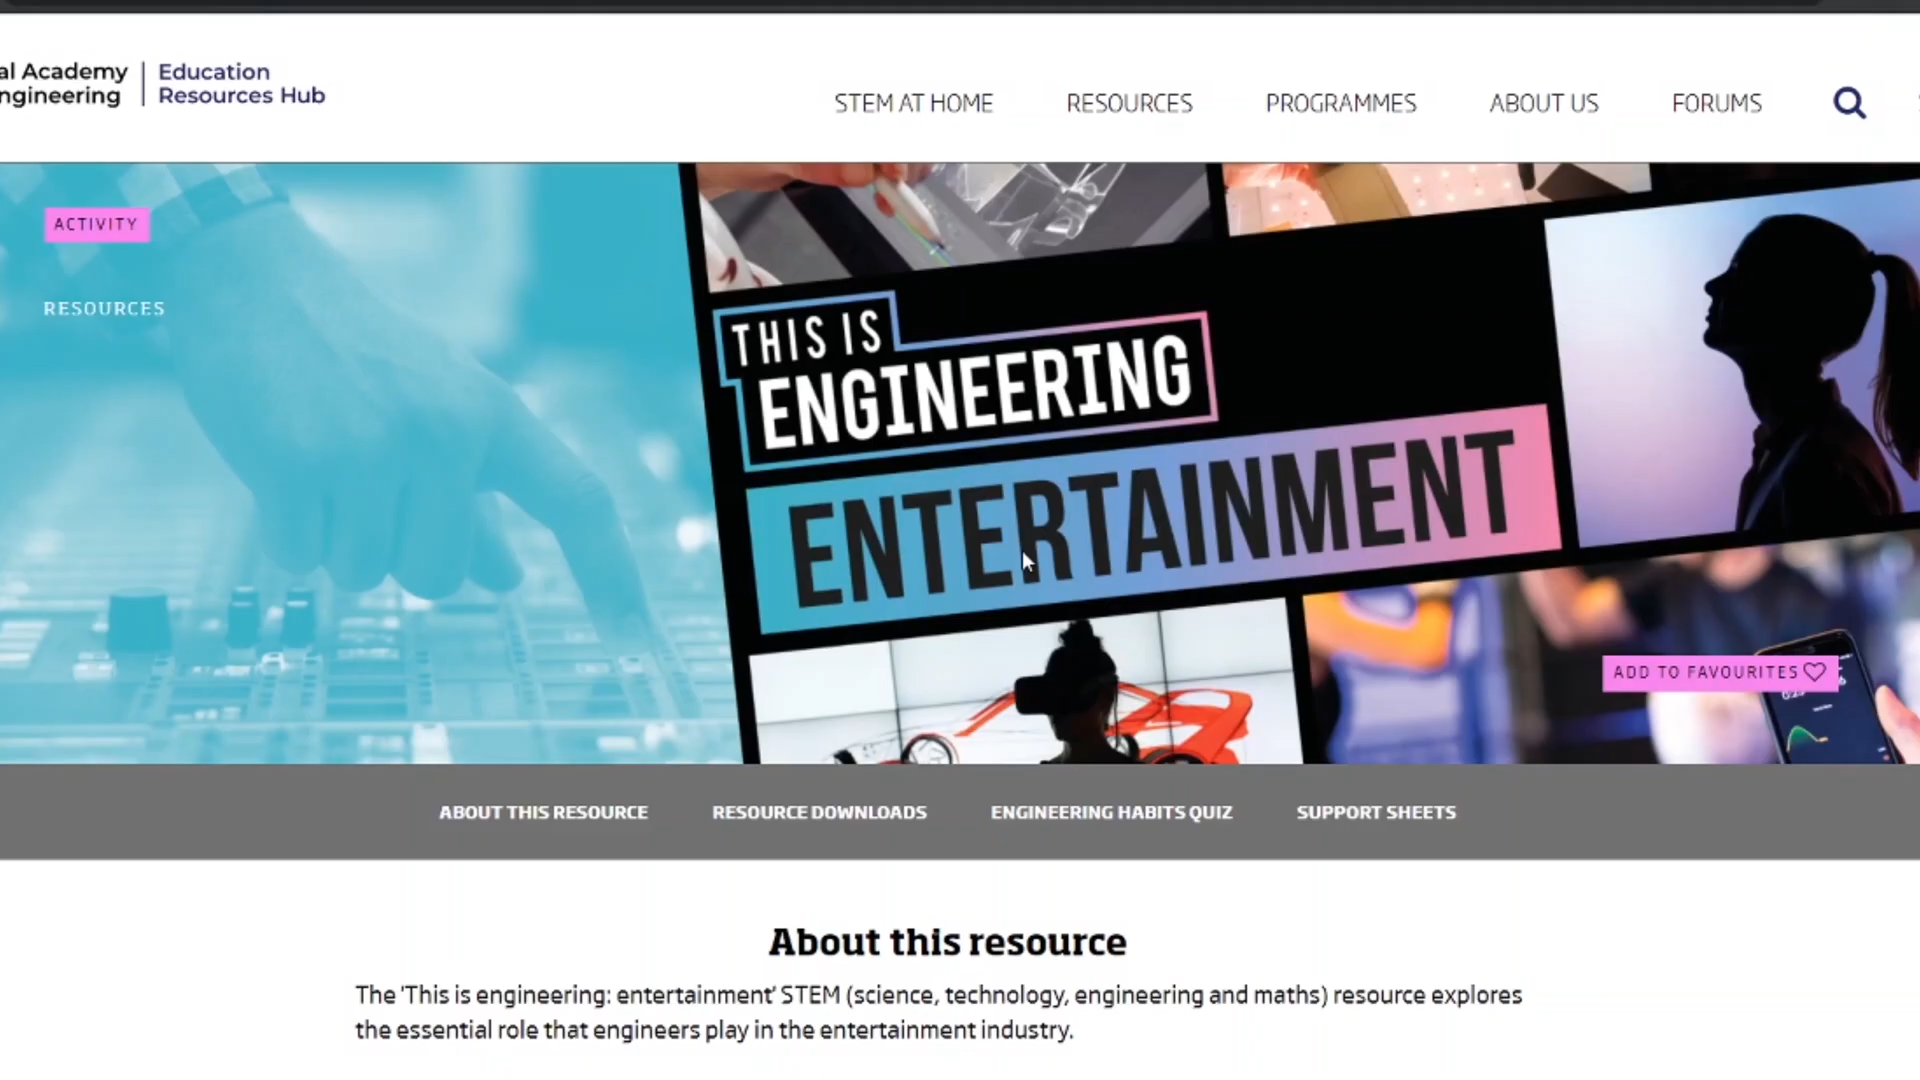 al Academy
ngineering
Education
Resources Hub
STEM AT HOME
RESOURCES
PROGRAMMES
ABOUT US
FORUMS
ACTIVITY
RESOURCES
THIS IS
ENGINEERING
ENTERTAINMENT
ADD TO FAVOURITES
ABOUT THIS RESOURCE
RESOURCE DOWNLOADS
ENGINEERING HABITS QUIZ
SUPPORT SHEETS
About this resource
The 'This is engineering: entertainment' STEM (science, technology, engineering and maths) resource explores
the essential role that engineers play in the entertainment industry.